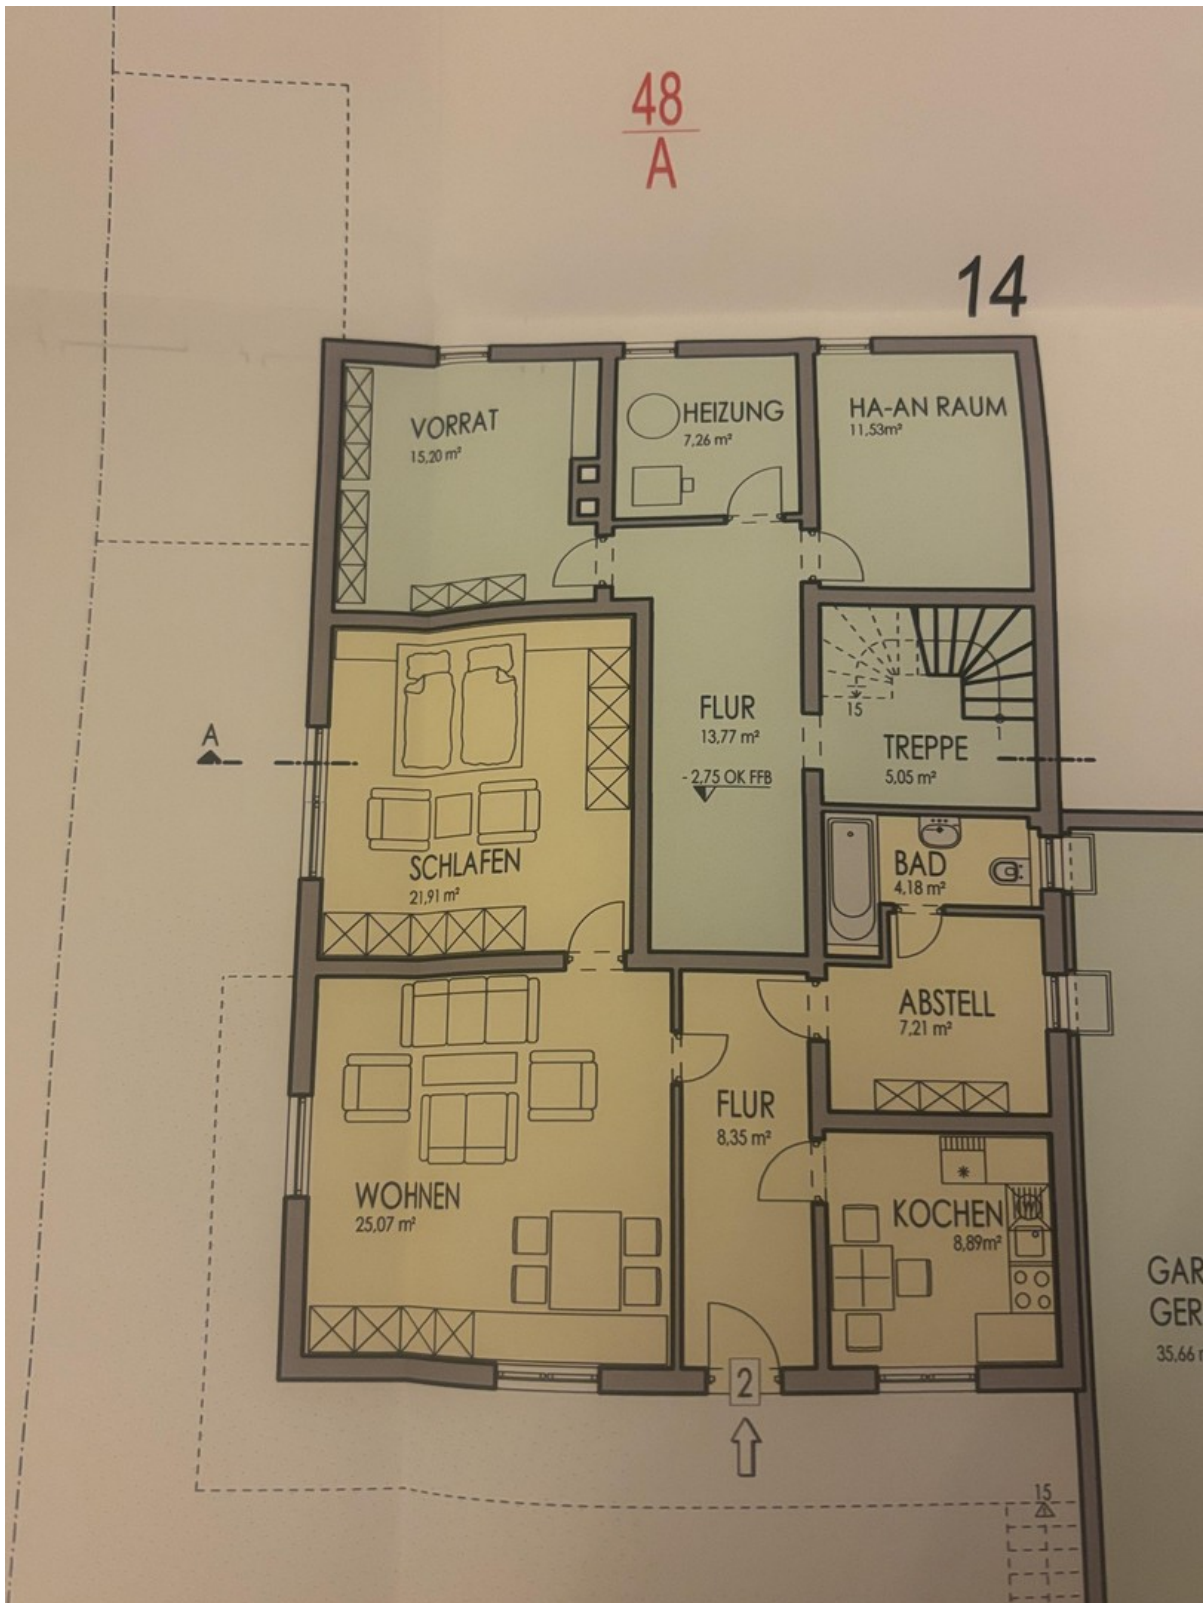 48
A
14
VORRAT
15,20 m²
HEIZUNG
7,26 m²
HA-AN RAUM
11,53m²
FLUR
13,77 m²
- 2,75 OK FFB
15
1
TREPPE
5,05 m²
A
SCHLAFEN
21,91 m²
BAD
4,18 m²
ABSTELL
7,21 m²
FLUR
8,35 m²
WOHNEN
25,07 m²
KOCHEN
8,89m²
GAR
GER
35,66
2
15